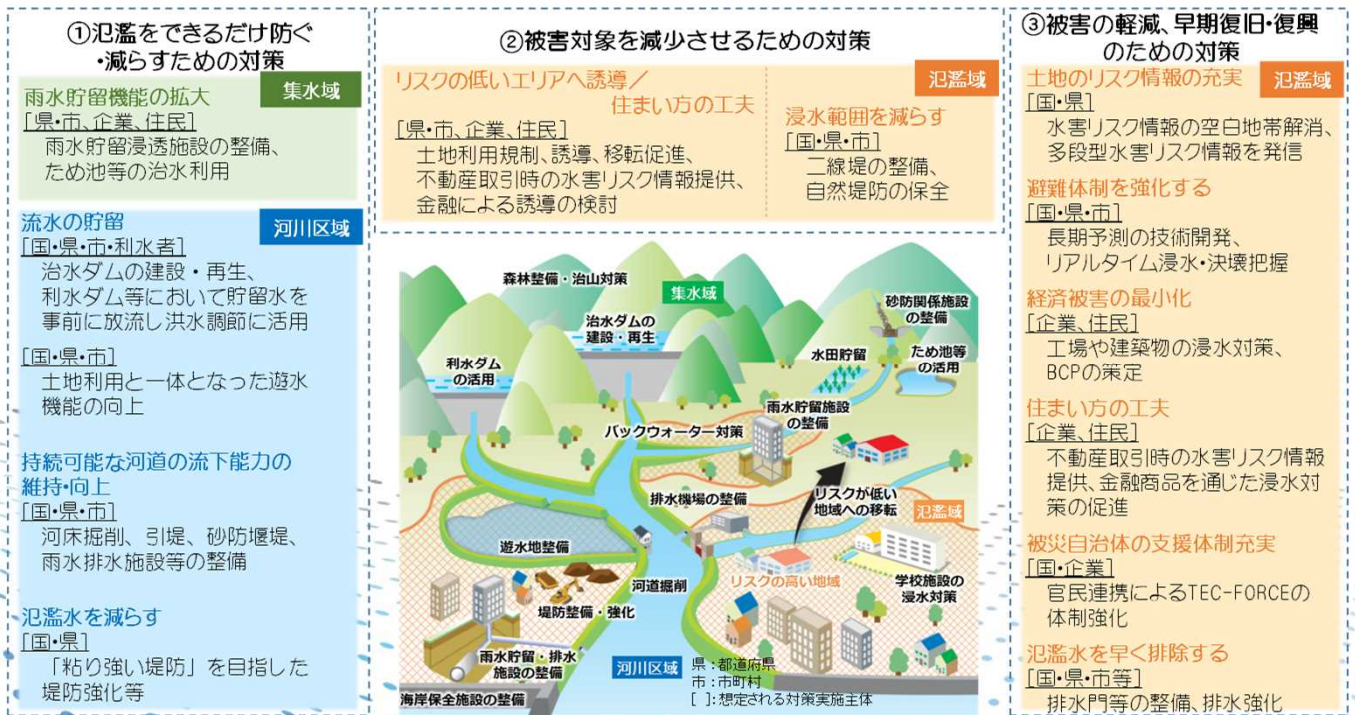 ①氾濫をできるだけ防ぐ
・減らすための対策
集水域
雨水貯留機能の拡大
[県・市、企業、住民]
雨水貯留浸透施設の整備、
ため池等の治水利用
河川区域
流水の貯留
[国・県・市・利水者]
治水ダムの建設・再生、
利水ダム等において貯留水を
事前に放流し洪水調節に活用
[国・県・市]
土地利用と一体となった遊水
機能の向上
持続可能な河道の流下能力の
維持・向上
[国・県・市]
河床掘削、引堤、砂防堰堤、
雨水排水施設等の整備
氾濫水を減らす
[国・県]
「粘り強い堤防」を目指した
堤防強化等
②被害対象を減少させるための対策
氾濫域
リスクの低いエリアへ誘導／
住まい方の工夫
[県・市、企業、住民]
土地利用規制、誘導、移転促進、
不動産取引時の水害リスク情報提供、
金融による誘導の検討
浸水範囲を減らす
[国・県・市]
二線堤の整備、
自然堤防の保全
森林整備・治山対策
集水域
砂防関係施設
の整備
治水ダムの
建設・再生
利水ダム
の活用
水田貯留
ため池等
の活用
雨水貯留施設
の整備
バックウォーター対策
排水機場の整備
リスクが低い
地域への移転
氾濫域
遊水地整備
河道掘削
リスクの高い地域
学校施設の
浸水対策
堤防整備・強化
雨水貯留・排水
施設の整備
海岸保全施設の整備
河川区域
県：都道府県
市：市町村
[ ]：想定される対策実施主体
③被害の軽減、早期復旧・復興
のための対策
氾濫域
土地のリスク情報の充実
[国・県]
水害リスク情報の空白地帯解消、
多段型水害リスク情報を発信
避難体制を強化する
[国・県・市]
長期予測の技術開発、
リアルタイム浸水・決壊把握
経済被害の最小化
[企業、住民]
工場や建築物の浸水対策、
BCPの策定
住まい方の工夫
[企業、住民]
不動産取引時の水害リスク情報
提供、金融商品を通じた浸水対
策の促進
被災自治体の支援体制充実
[国・企業]
官民連携によるTEC-FORCEの
体制強化
氾濫水を早く排除する
[国・県・市等]
排水門等の整備、排水強化